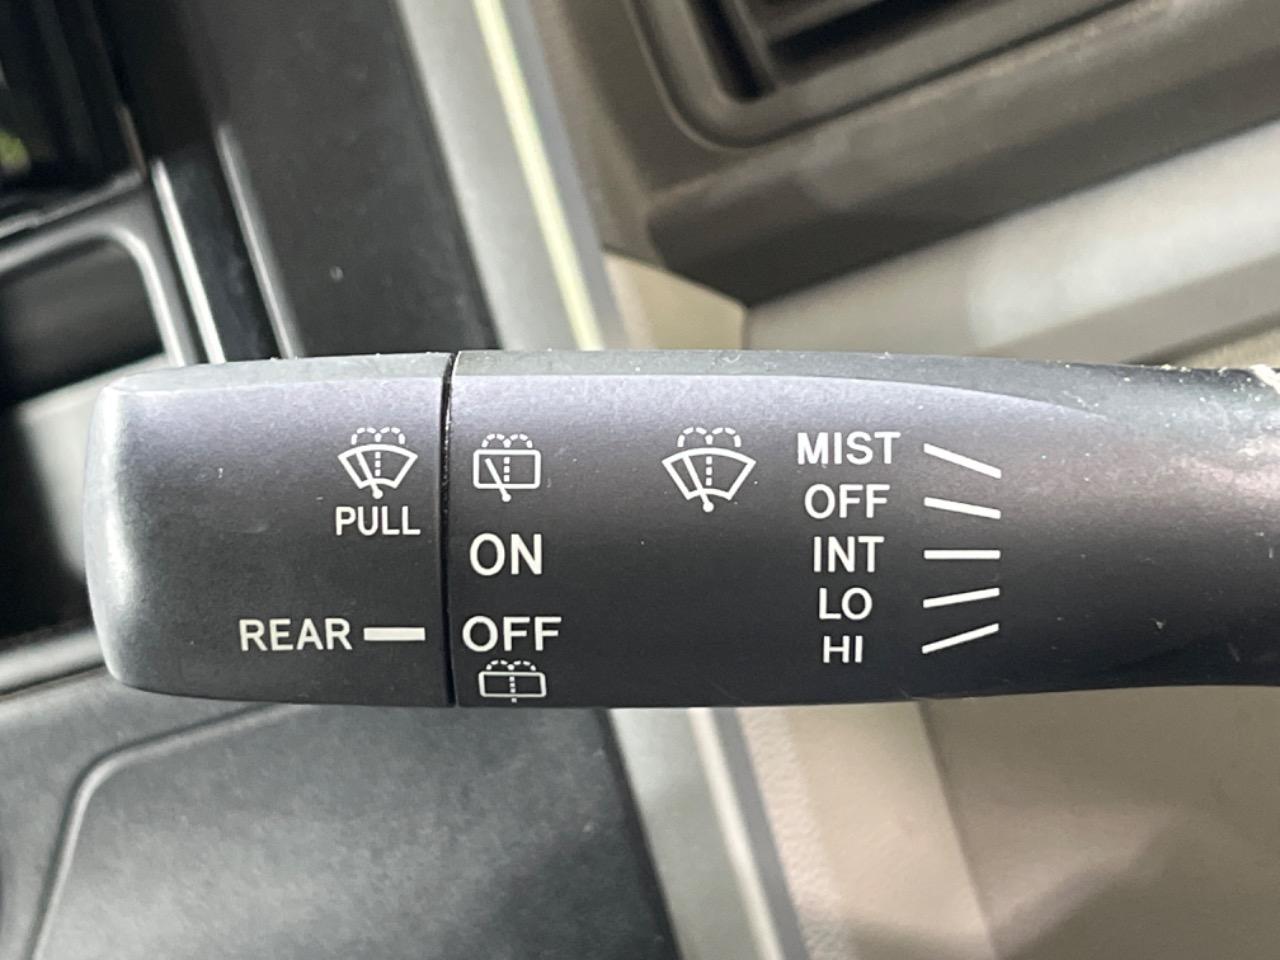 PULL
REAR
ON
OFF
MIST
OFF
INT
LO
HI